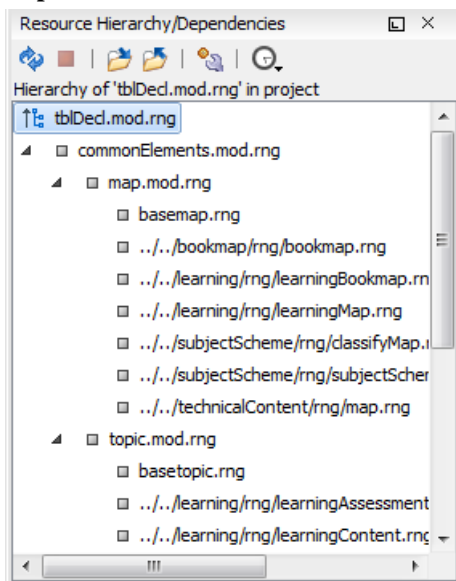 Resource Hierarchy/Dependencies
Hierarchy of 'tblDecl.mod.rng' in project
tblDecl.mod.rng
commonElements.mod.rng
map.mod.rng
basemap.rng
../../bookmap/rng/bookmap.rng
../../learning/rng/learningBookmap.rn
../../learning/rng/learningMap.rng
../../subjectScheme/rng/classifyMap.r
../../subjectScheme/rng/subjectScher
../../technicalContent/rng/map.rng
topic.mod.rng
basetopic.rng
../../learning/rng/learningAssessment
../../learning/rng/learningContent.rng